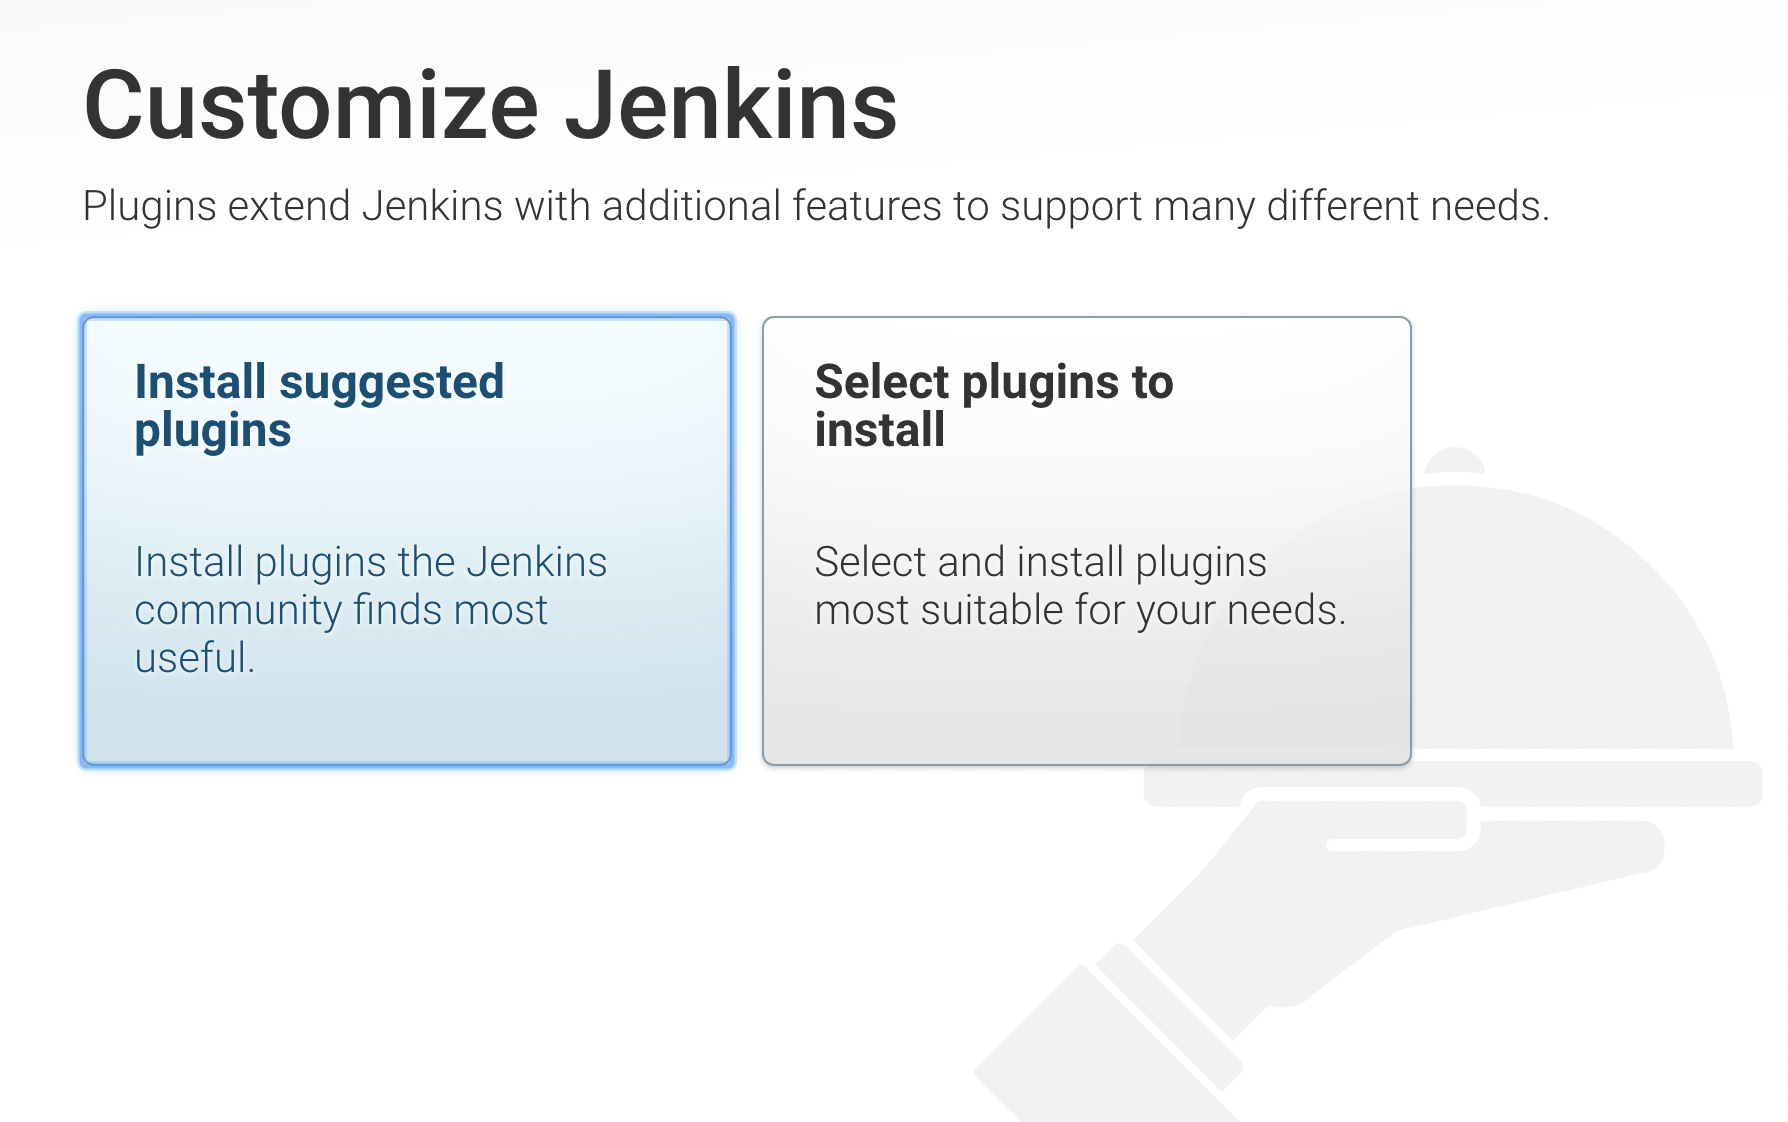 Customize Jenkins
Plugins extend Jenkins with additional features to support many different needs.
Install suggested
plugins
Install plugins the Jenkins
community finds most
useful.
Select plugins to
install
Select and install plugins
most suitable for your needs.